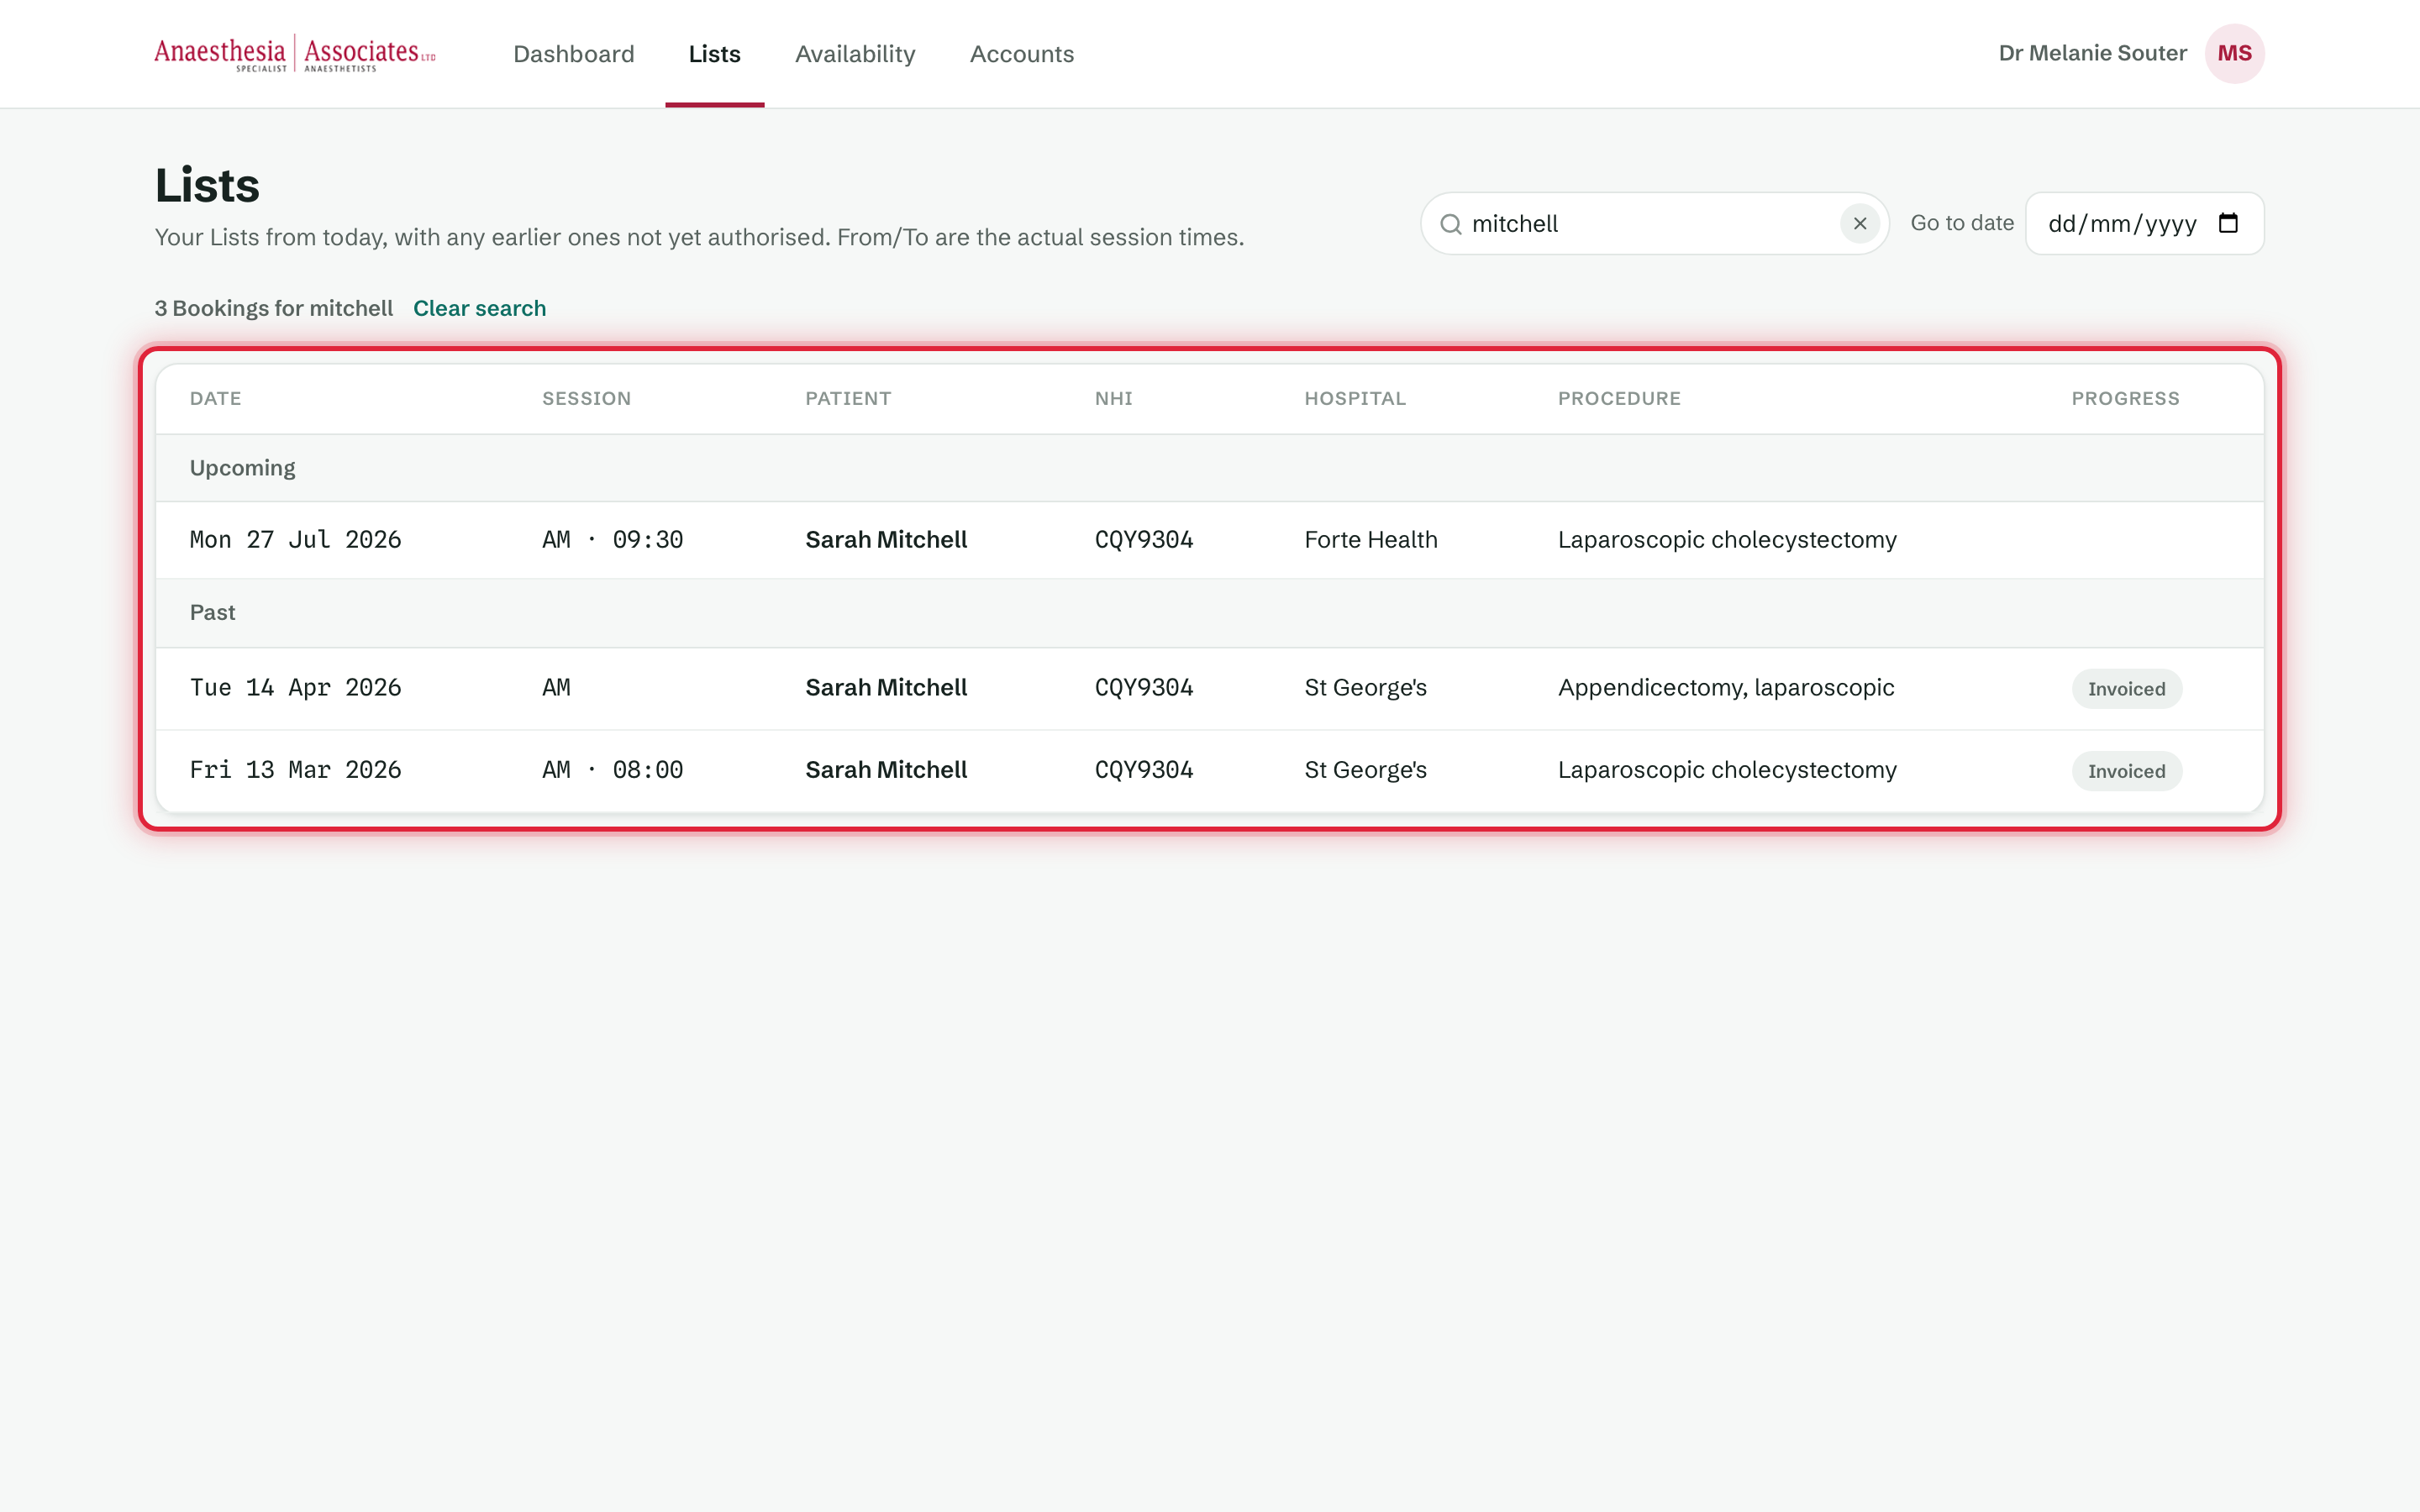 Anaesthesia Associates LTD
SPECIALIST ANAESTHETISTS
Dashboard Lists Availability Accounts Dr Melanie Souter MS
Lists
Your Lists from today, with any earlier ones not yet authorised. From/To are the actual session times.
mitchell Go to date dd/mm/yyyy
3 Bookings for mitchell Clear search
DATE SESSION PATIENT NHI HOSPITAL PROCEDURE PROGRESS
Upcoming
Mon 27 Jul 2026 AM · 09:30 Sarah Mitchell CQY9304 Forte Health Laparoscopic cholecystectomy
Past
Tue 14 Apr 2026 AM Sarah Mitchell CQY9304 St George's Appendicectomy, laparoscopic Invoiced
Fri 13 Mar 2026 AM · 08:00 Sarah Mitchell CQY9304 St George's Laparoscopic cholecystectomy Invoiced